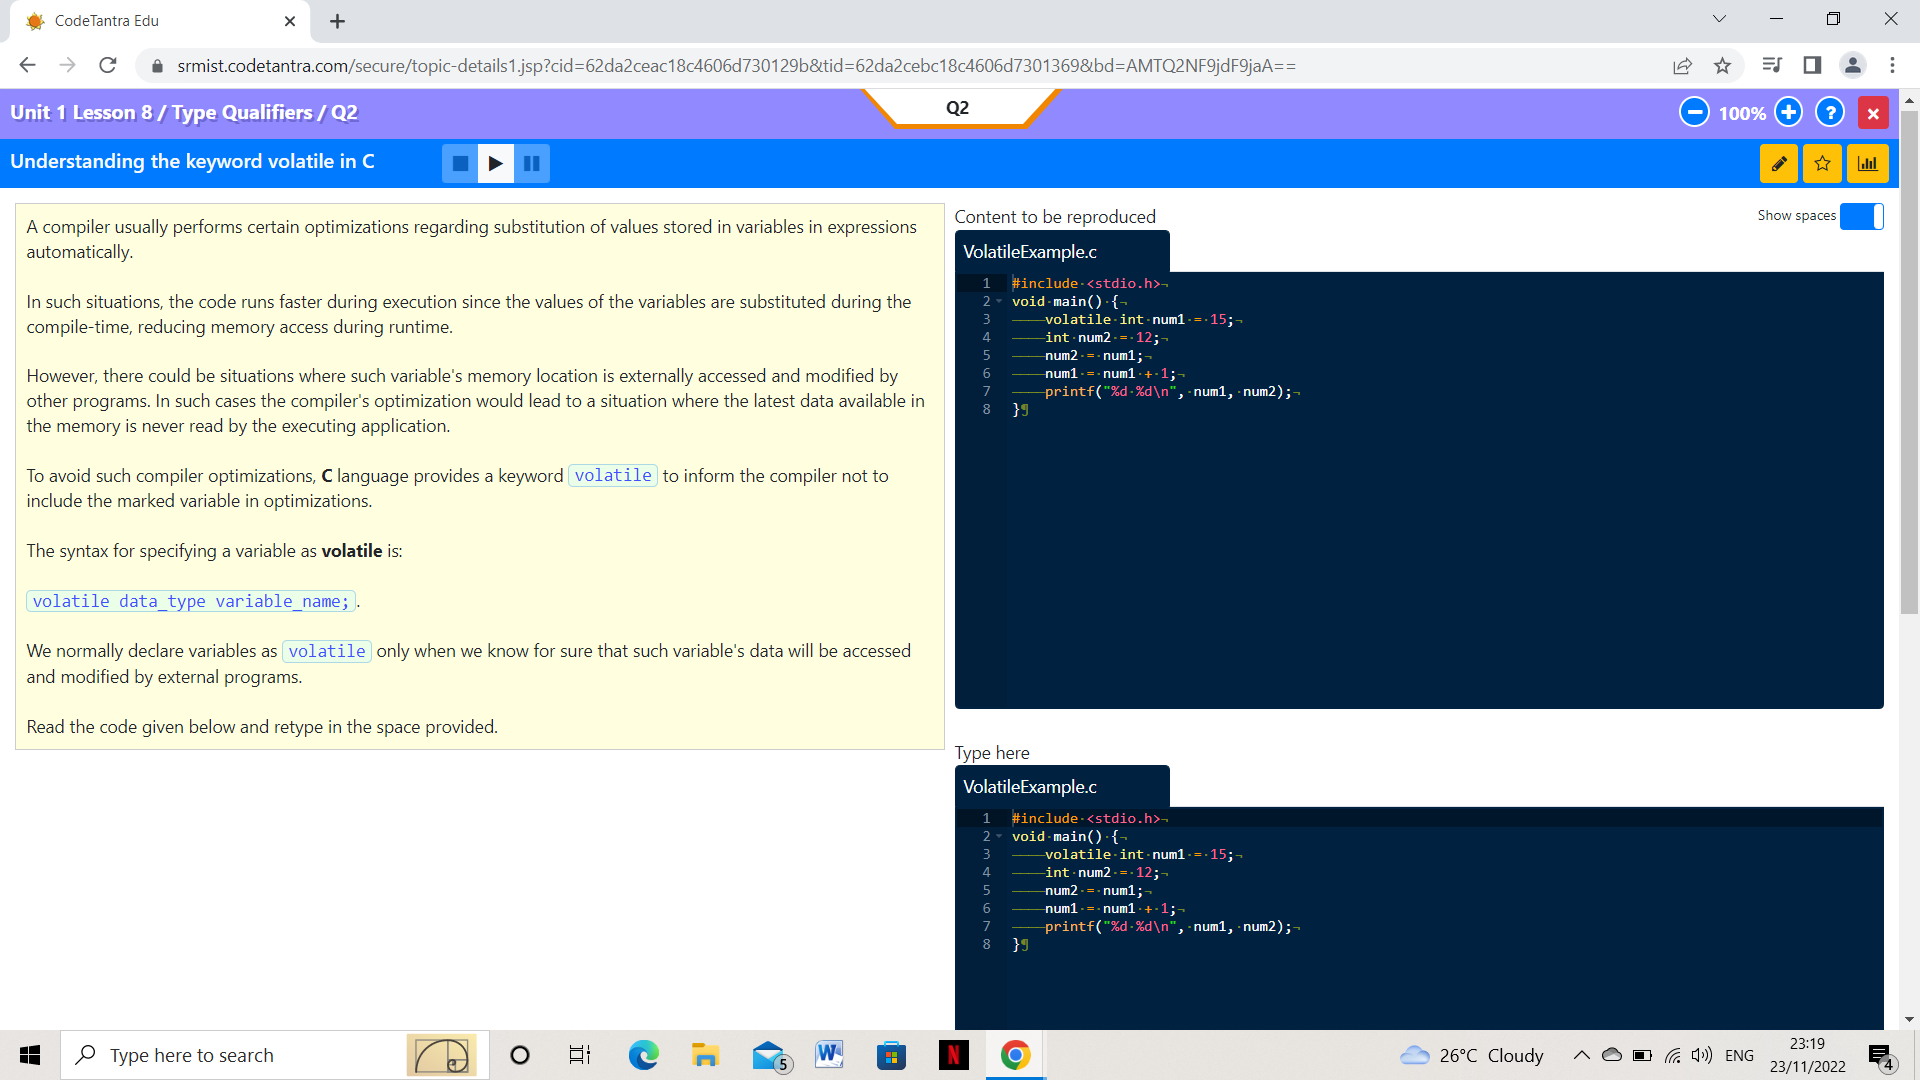 CodeTantra Edu
srmist.codetantra.com/secure/topic-details1.jsp?cid=62da2ceac18c4606d730129b&tid=62da2cebc18c4606d7301369&bd=AMTQ2NF9jdF9jaA==
Unit 1 Lesson 8 / Type Qualifiers / Q2
Q2
100%
?
Understanding the keyword volatile in C
A compiler usually performs certain optimizations regarding substitution of values stored in variables in expressions
automatically.
In such situations, the code runs faster during execution since the values of the variables are substituted during the
compile-time, reducing memory access during runtime.
However, there could be situations where such variable's memory location is externally accessed and modified by
other programs. In such cases the compiler's optimization would lead to a situation where the latest data available in
the memory is never read by the executing application.
To avoid such compiler optimizations, C language provides a keyword volatile to inform the compiler not to
include the marked variable in optimizations.
The syntax for specifying a variable as volatile is:
volatile data_type variable_name;.
We normally declare variables as volatile only when we know for sure that such variable's data will be accessed
and modified by external programs.
Read the code given below and retype in the space provided.
Content to be reproduced
Show spaces
VolatileExample.c
1 #include·<stdio.h>¬
2 void·main()·{¬
3 ————volatile·int·num1·=·15;¬
4 ————int·num2·=·12;¬
5 ————num2·=·num1;¬
6 ————num1·=·num1·+·1;¬
7 ————printf("%d·%d\n",·num1,·num2);¬
8 }¶
Type here
VolatileExample.c
1 #include·<stdio.h>¬
2 void·main()·{¬
3 ————volatile·int·num1·=·15;¬
4 ————int·num2·=·12;¬
5 ————num2·=·num1;¬
6 ————num1·=·num1·+·1;¬
7 ————printf("%d·%d\n",·num1,·num2);¬
8 }¶
Type here to search
5
W
N
26°C Cloudy
ENG
23:19
23/11/2022
4